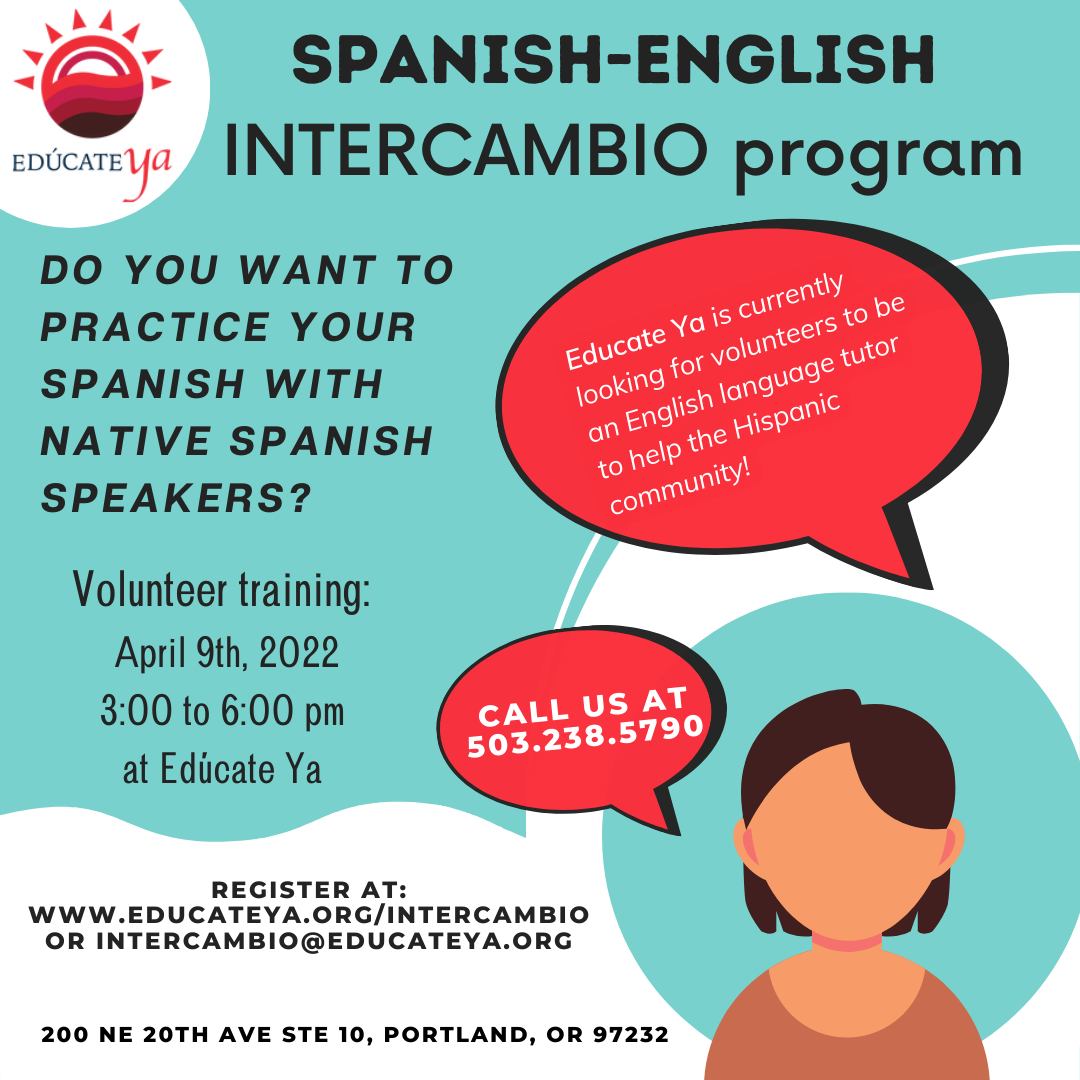 EDÚCATE ya
SPANISH-ENGLISH
INTERCAMBIO program
DO YOU WANT TO
PRACTICE YOUR
SPANISH WITH
NATIVE SPANISH
SPEAKERS?
Educate Ya is currently
looking for volunteers to be
an English language tutor
to help the Hispanic
community!
Volunteer training:
April 9th, 2022
3:00 to 6:00 pm
at Edúcate Ya
CALL US AT
503.238.5790
REGISTER AT:
WWW.EDUCATEYA.ORG/INTERCAMBIO
OR INTERCAMBIO@EDUCATEYA.ORG
200 NE 20TH AVE STE 10, PORTLAND, OR 97232